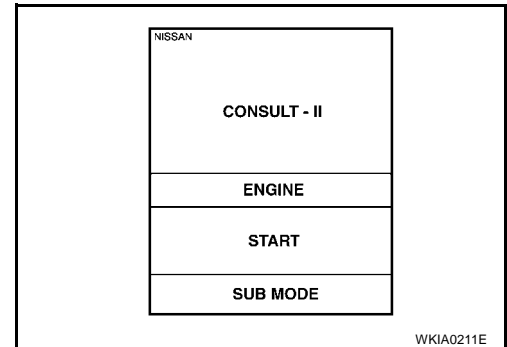 NISSAN
CONSULT - II
ENGINE
START
SUB MODE
WKIA0211E